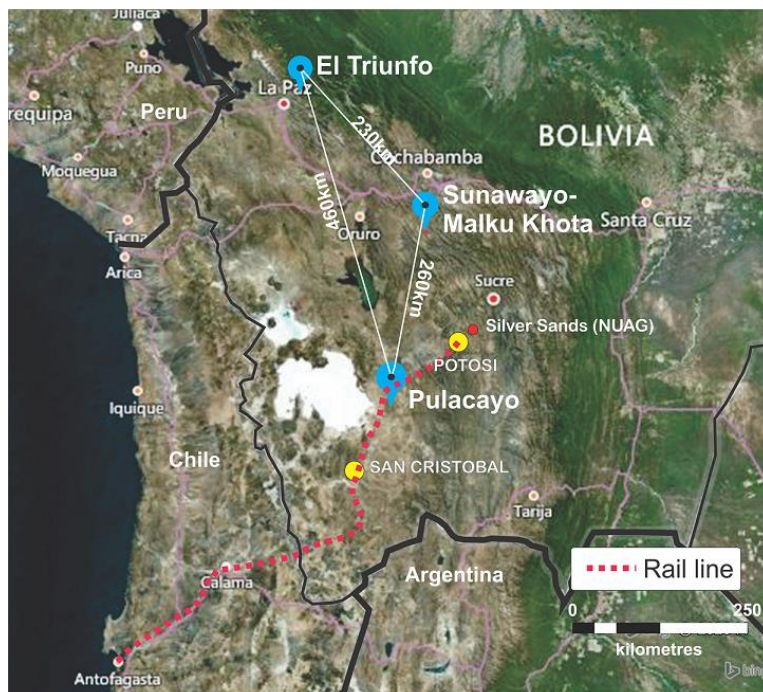 Juliaca
Puno
El Triunfo
La Paz
requipa
Peru
230km
BOLIVIA
Moquegua
Cochabamba
Sunawayo-
Malku Khota
460km
Santa Cruz
Tacna
Oruro
Arica
260km
Sucre
Silver Sands (NUAG)
POTOSI
Pulacayo
Iquique
Chile
SAN CRISTOBAL
Tarija
Argentina
Rail line
Calama
0 250
kilometres
Antofagasta
bing